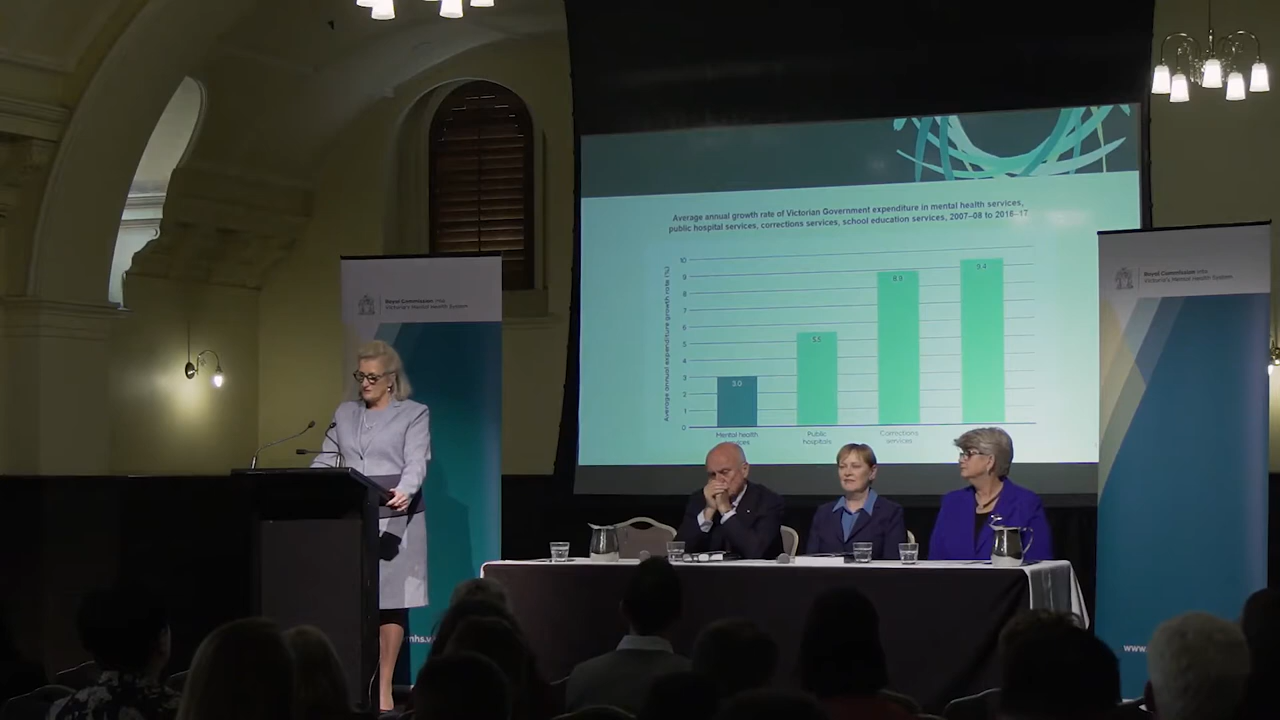 Average annual growth rate of Victorian Government expenditure in mental health services,
public hospital services, corrections services, school education services, 2007–08 to 2016–17
Average annual expenditure growth rate (%)
10
9
8
7
6
5
4
3
2
1
0
3.0
5.5
9.4
Mental health
services
Public
hospitals
Corrections
services
Royal Commission into
Victoria's Mental Health System
Royal Commission into
Victoria's Mental Health System
www.